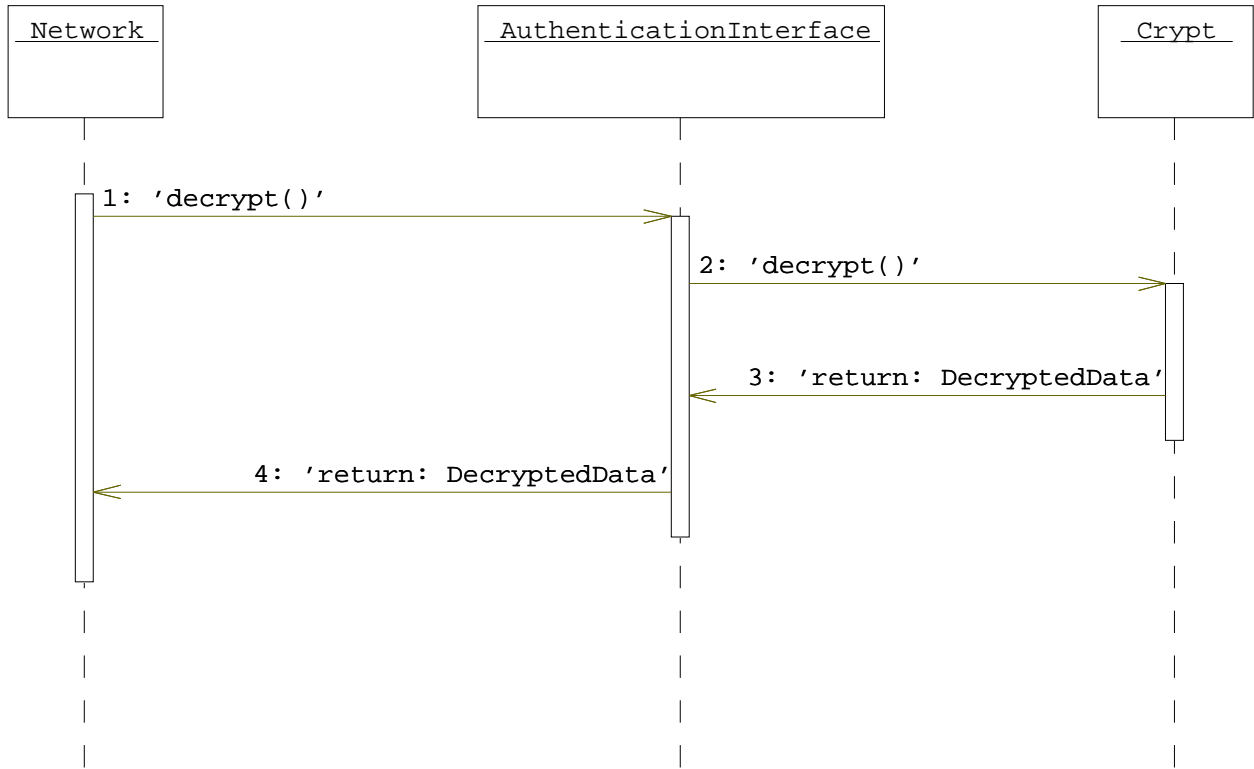 Network
AuthenticationInterface
Crypt
1: ’decrypt()’
2: ’decrypt()’
3: ’return: DecryptedData’
4: ’return: DecryptedData’